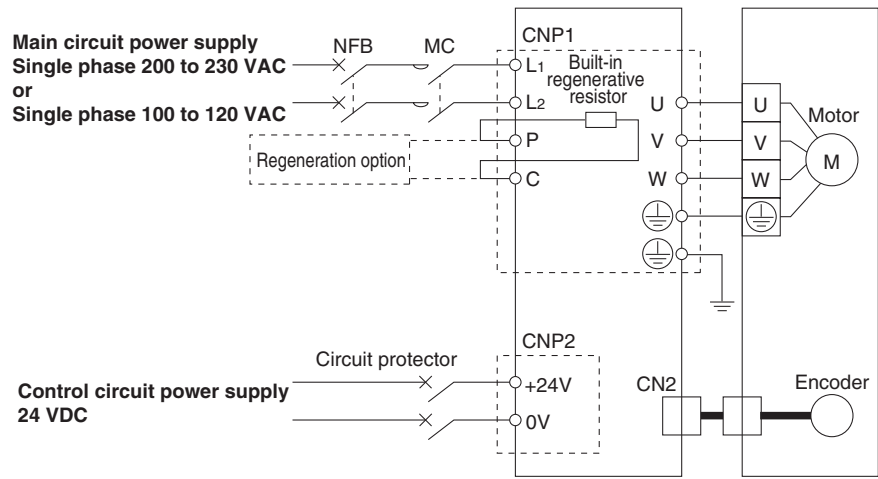 Main circuit power supply
Single phase 200 to 230 VAC
or
Single phase 100 to 120 VAC
NFB
MC
CNP1
L1
Built-in
regenerative
resistor
L2
U
U
Motor
P
V
V
M
Regeneration option
C
W
W
CNP2
Circuit protector
Control circuit power supply
24 VDC
+24V
0V
CN2
Encoder